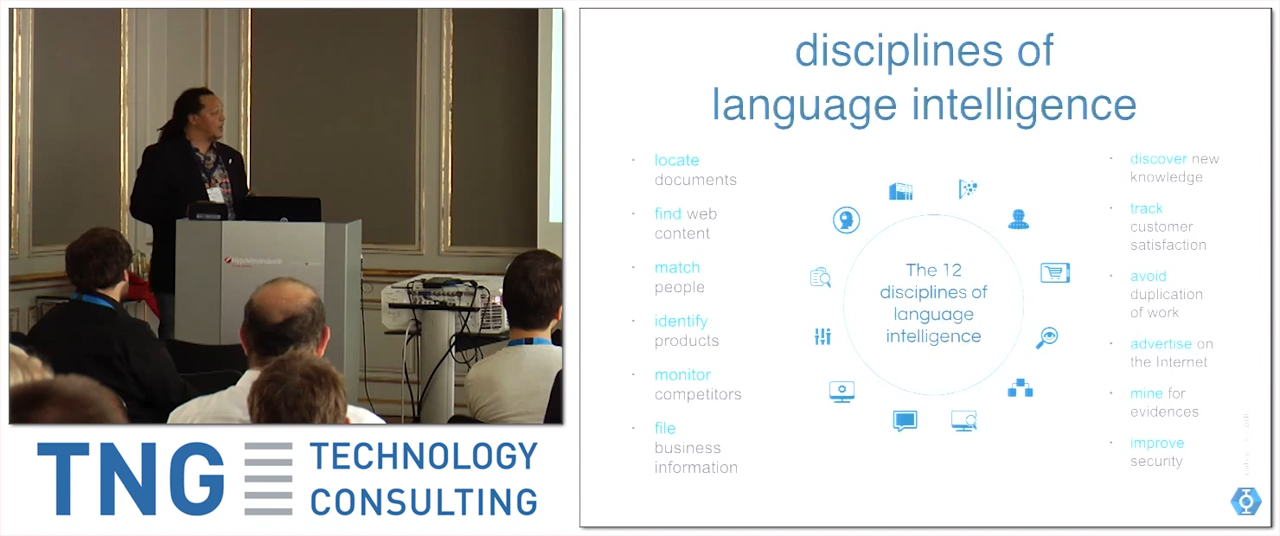 disciplines of
language intelligence
· locate
documents
· find web
content
· match
people
· identify
products
· monitor
competitors
· file
business
information
The 12
disciplines of
language
intelligence
· discover new
knowledge
· track
customer
satisfaction
· avoid
duplication
of work
· advertise on
the Internet
· mine for
evidences
· improve
security
HypoVereinsbank
TNG TECHNOLOGY
CONSULTING